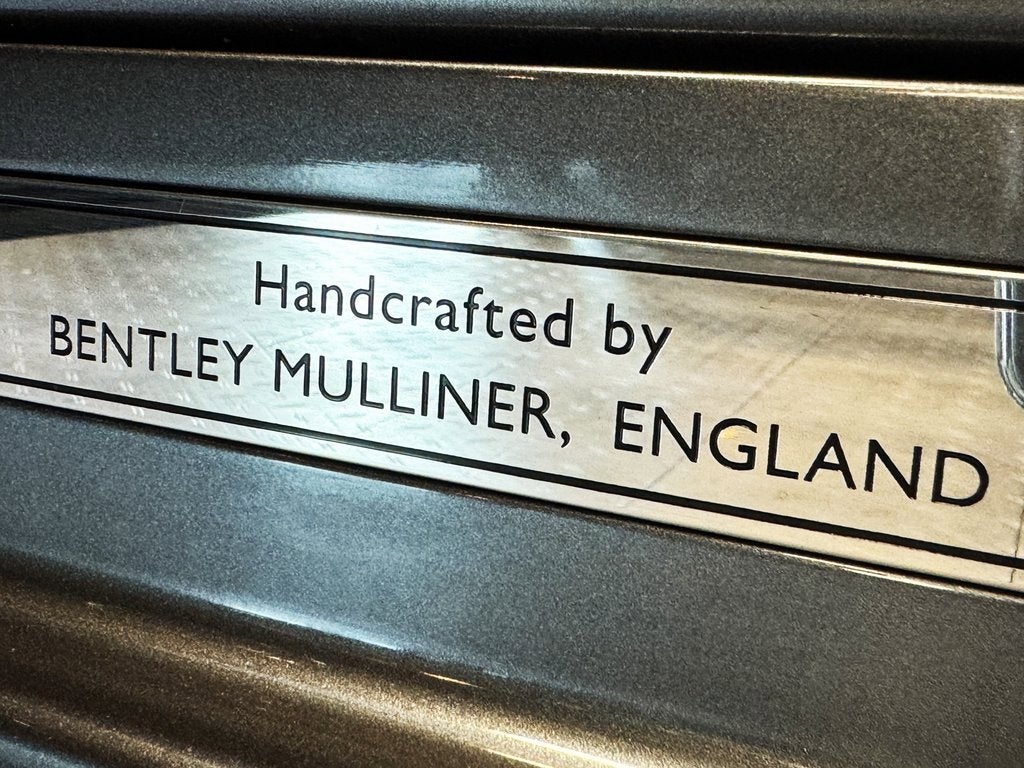 Handcrafted by
BENTLEY MULLINER, ENGLAND